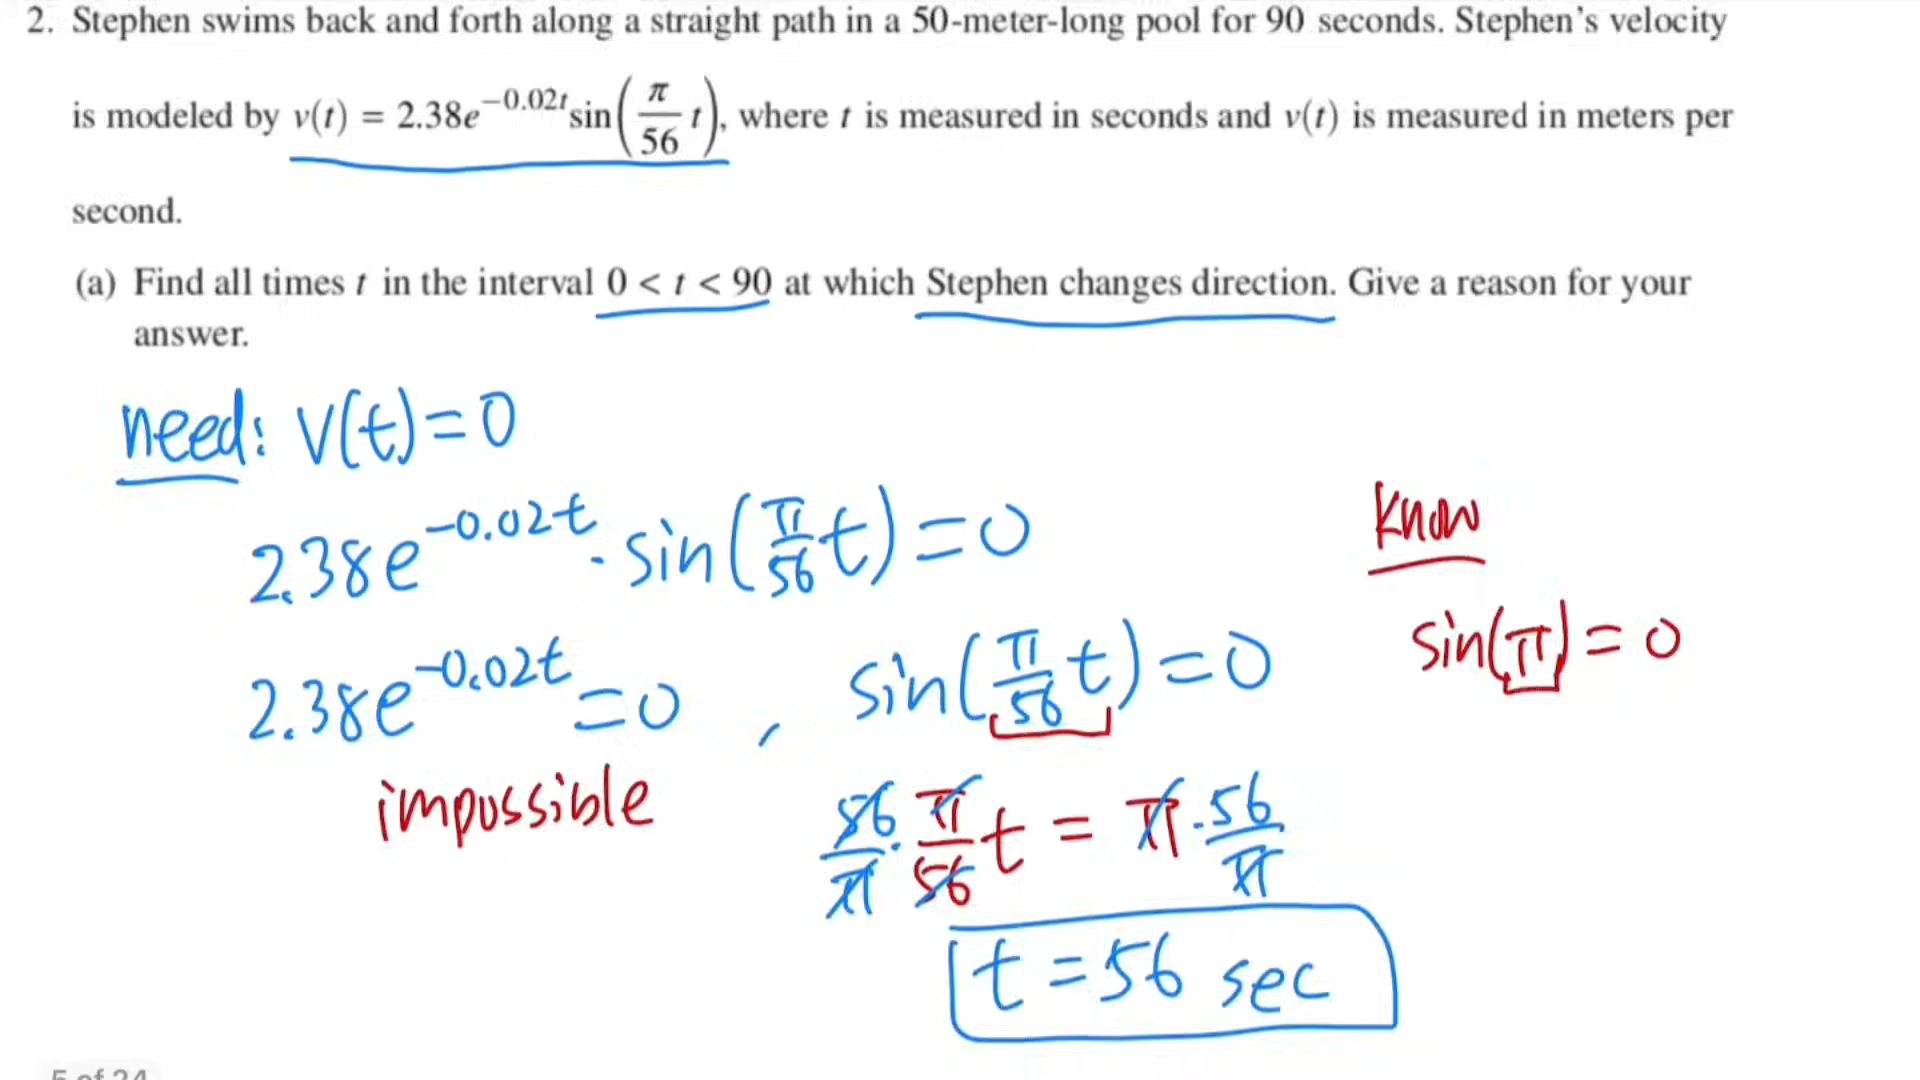 2. Stephen swims back and forth along a straight path in a 50-meter-long pool for 90 seconds. Stephen's velocity
is modeled by v(t) = 2.38e^{-0.02t} sin(π/56 t), where t is measured in seconds and v(t) is measured in meters per
second.
(a) Find all times t in the interval 0 < t < 90 at which Stephen changes direction. Give a reason for your
answer.
need: v(t)=0
2.38e^{-0.02t} · sin(π/56 t) = 0
know
2.38e^{-0.02t} = 0 , sin(π/56 t) = 0
sin(π) = 0
impossible
56/π · π/56 t = π · 56/π
t = 56 sec
5 of 24